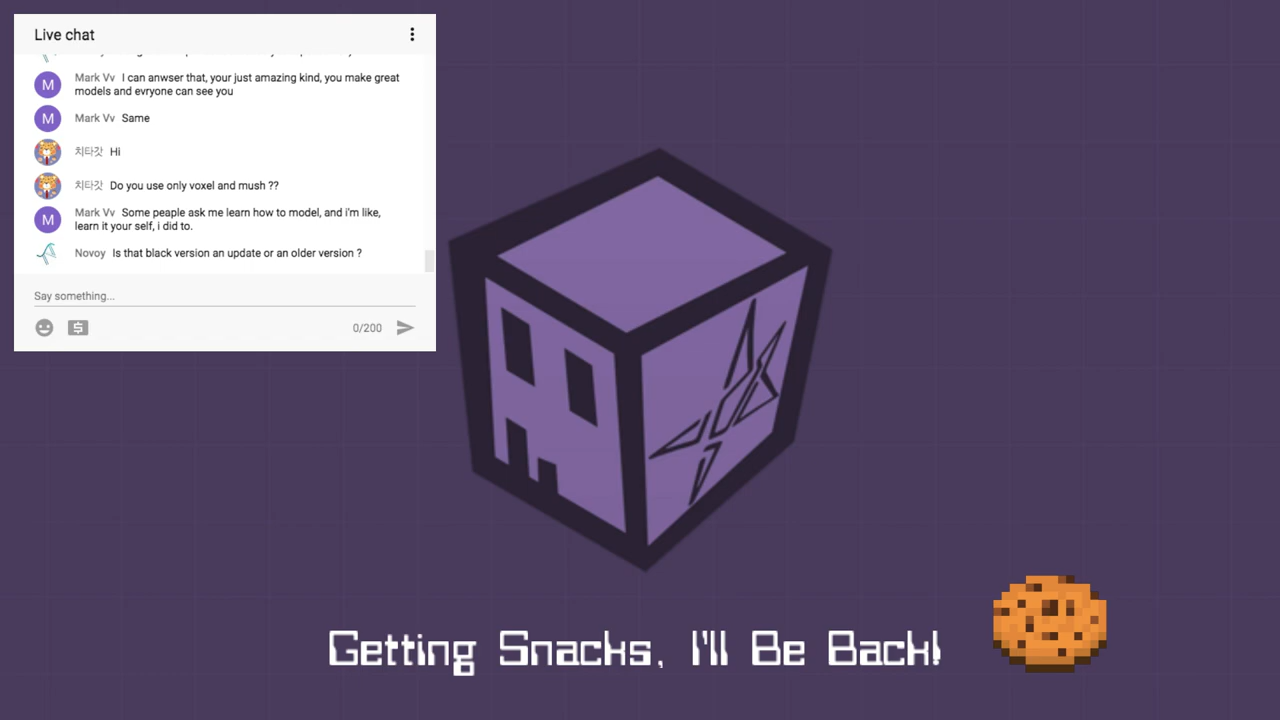 Live chat
M Mark Vv I can anwser that, your just amazing kind, you make great
models and evryone can see you
M Mark Vv Same
치타갓 Hi
치타갓 Do you use only voxel and mush ??
M Mark Vv Some peaple ask me learn how to model, and i'm like,
learn it your self, i did to.
Novoy Is that black version an update or an older version ?
Say something...
0/200
Getting Snacks, I'll Be Back!